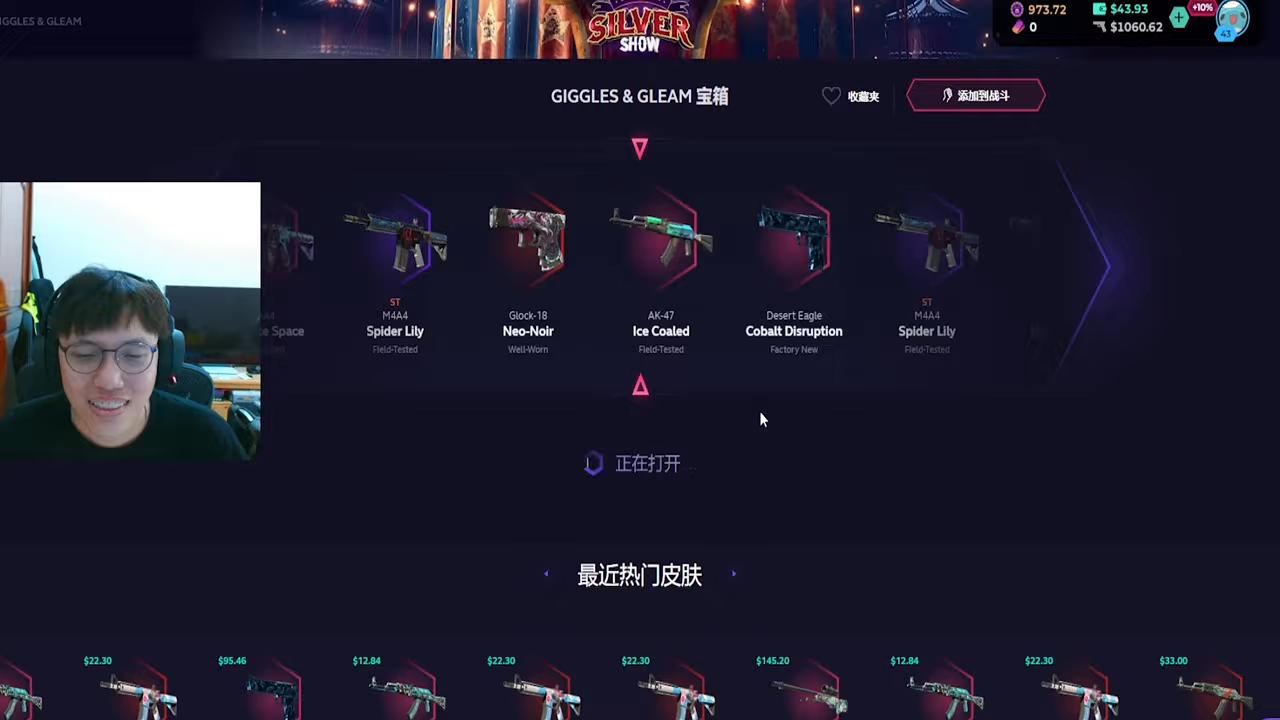 GIGGLES & GLEAM
SILVER
SHOW
973.72
0
$43.93
$1060.62
+10%
43
GIGGLES & GLEAM 宝箱
收藏夹
添加到战斗
Space
ST
M4A4
Spider Lily
Field-Tested
Glock-18
Neo-Noir
Well-Worn
AK-47
Ice Coaled
Field-Tested
Desert Eagle
Cobalt Disruption
Factory New
ST
M4A4
Spider Lily
Field-Tested
正在打开
最近热门皮肤
$22.30
$95.46
$12.84
$22.30
$22.30
$145.20
$12.84
$22.30
$33.00